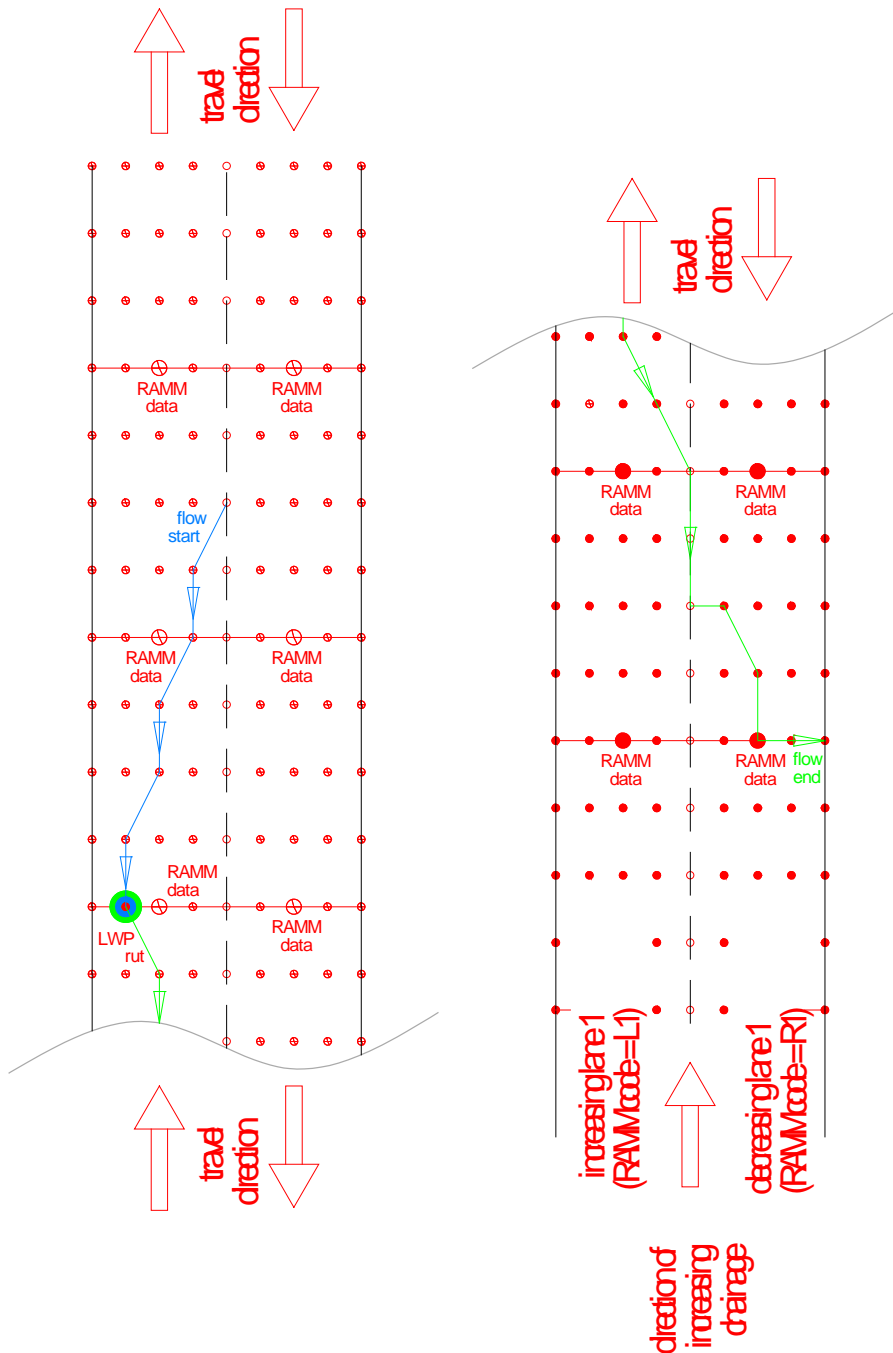 travel
direction
RAMM
data
RAMM
data
flow
start
RAMM
data
RAMM
data
RAMM
data
LWP
rut
RAMM
data
travel
direction
travel
direction
RAMM
data
RAMM
data
RAMM
data
RAMM
data
flow
end
increasing lane 1
(RAMM code = L1)
decreasing lane 1
(RAMM code = R1)
direction of
increasing
chainage